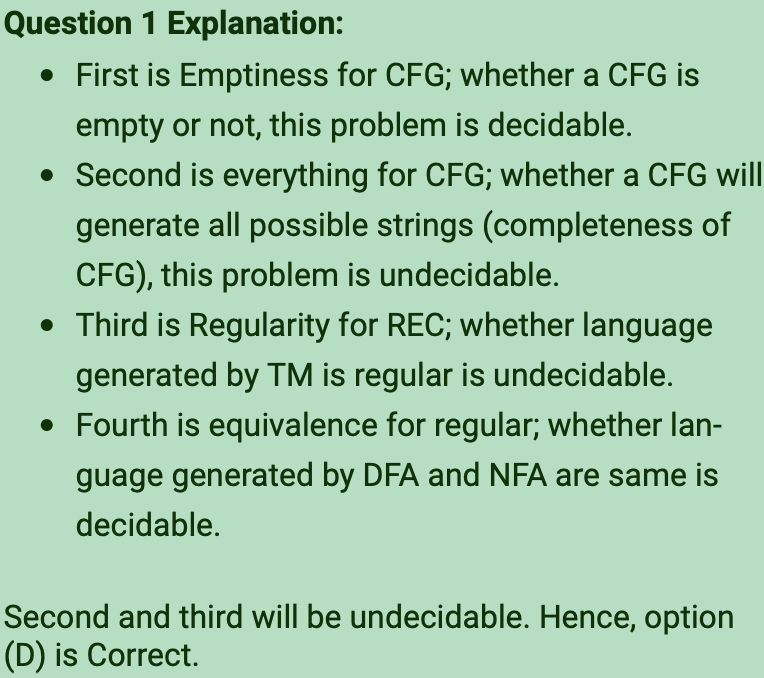 Question 1 Explanation:
• First is Emptiness for CFG; whether a CFG is
empty or not, this problem is decidable.
• Second is everything for CFG; whether a CFG will
generate all possible strings (completeness of
CFG), this problem is undecidable.
• Third is Regularity for REC; whether language
generated by TM is regular is undecidable.
• Fourth is equivalence for regular; whether lan-
guage generated by DFA and NFA are same is
decidable.
Second and third will be undecidable. Hence, option
(D) is Correct.